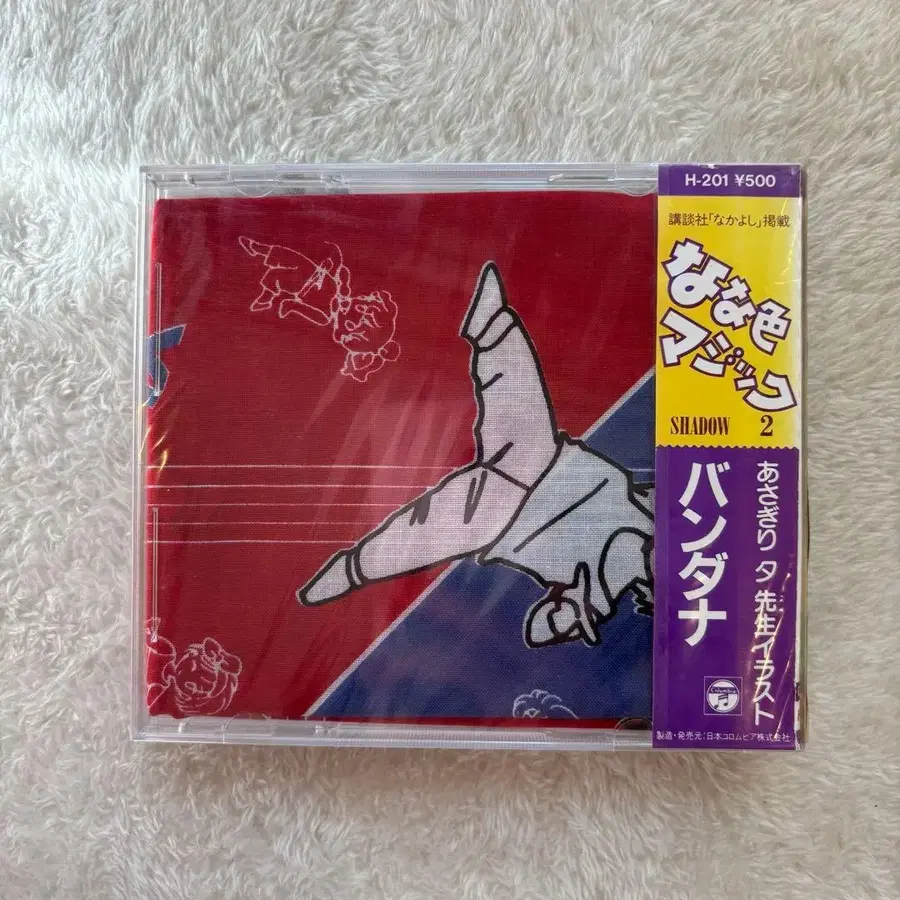 H-201 ¥500
講談社「なかよし」掲載
なな色
マジック
SHADOW 2
あさぎり 夕 先生イラスト
バンダナ
Columbia
製造・発売元:日本コロムビア株式会社